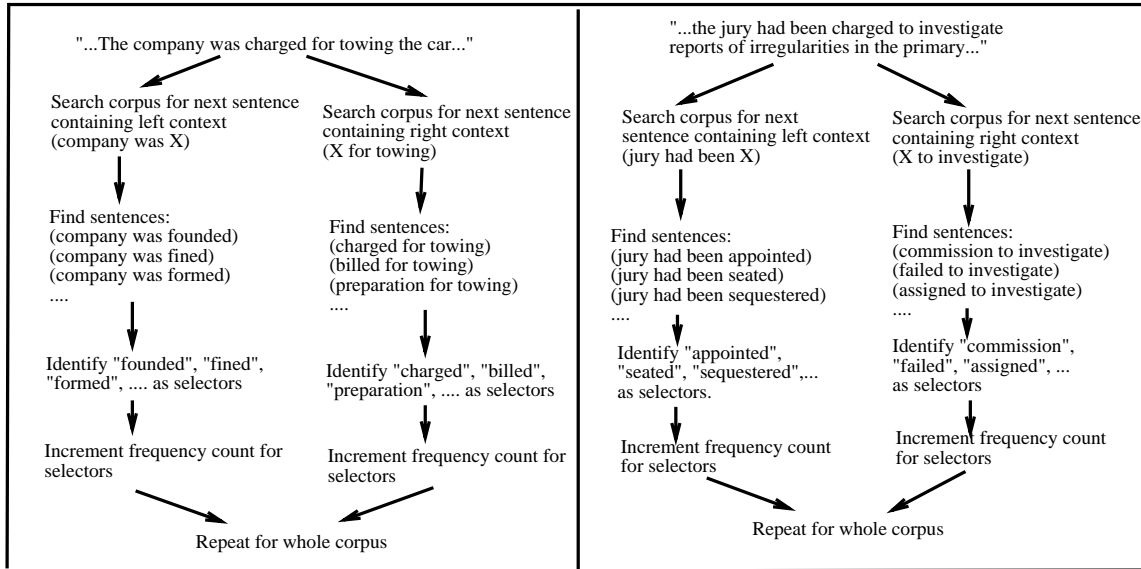 "...The company was charged for towing the car..."
Search corpus for next sentence
containing left context
(company was X)
Find sentences:
(company was founded)
(company was fined)
(company was formed)
....
Identify "founded", "fined",
"formed", .... as selectors
Increment frequency count for
selectors
Search corpus for next sentence
containing right context
(X for towing)
Find sentences:
(charged for towing)
(billed for towing)
(preparation for towing)
....
Identify "charged", "billed",
"preparation", .... as selectors
Increment frequency count for
selectors
Repeat for whole corpus
"...the jury had been charged to investigate
reports of irregularities in the primary..."
Search corpus for next
sentence containing left context
(jury had been X)
Find sentences:
(jury had been appointed)
(jury had been seated)
(jury had been sequestered)
....
Identify "appointed",
"seated", "sequestered",...
as selectors.
Increment frequency count
for selectors
Search corpus for next sentence
containing right context
(X to investigate)
Find sentences:
(commission to investigate)
(failed to investigate)
(assigned to investigate)
....
Identify "commission",
"failed", "assigned", ...
as selectors
Increment frequency count
for selectors
Repeat for whole corpus